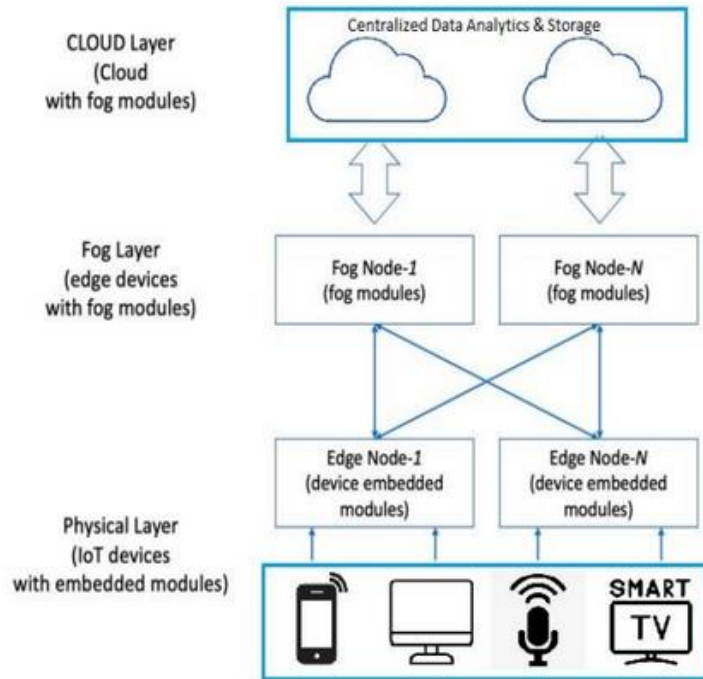 Centralized Data Analytics & Storage
CLOUD Layer
(Cloud
with fog modules)
Fog Layer
(edge devices
with fog modules)
Fog Node-1
(fog modules)
Fog Node-N
(fog modules)
Edge Node-1
(device embedded
modules)
Edge Node-N
(device embedded
modules)
Physical Layer
(IoT devices
with embedded modules)
SMART
TV